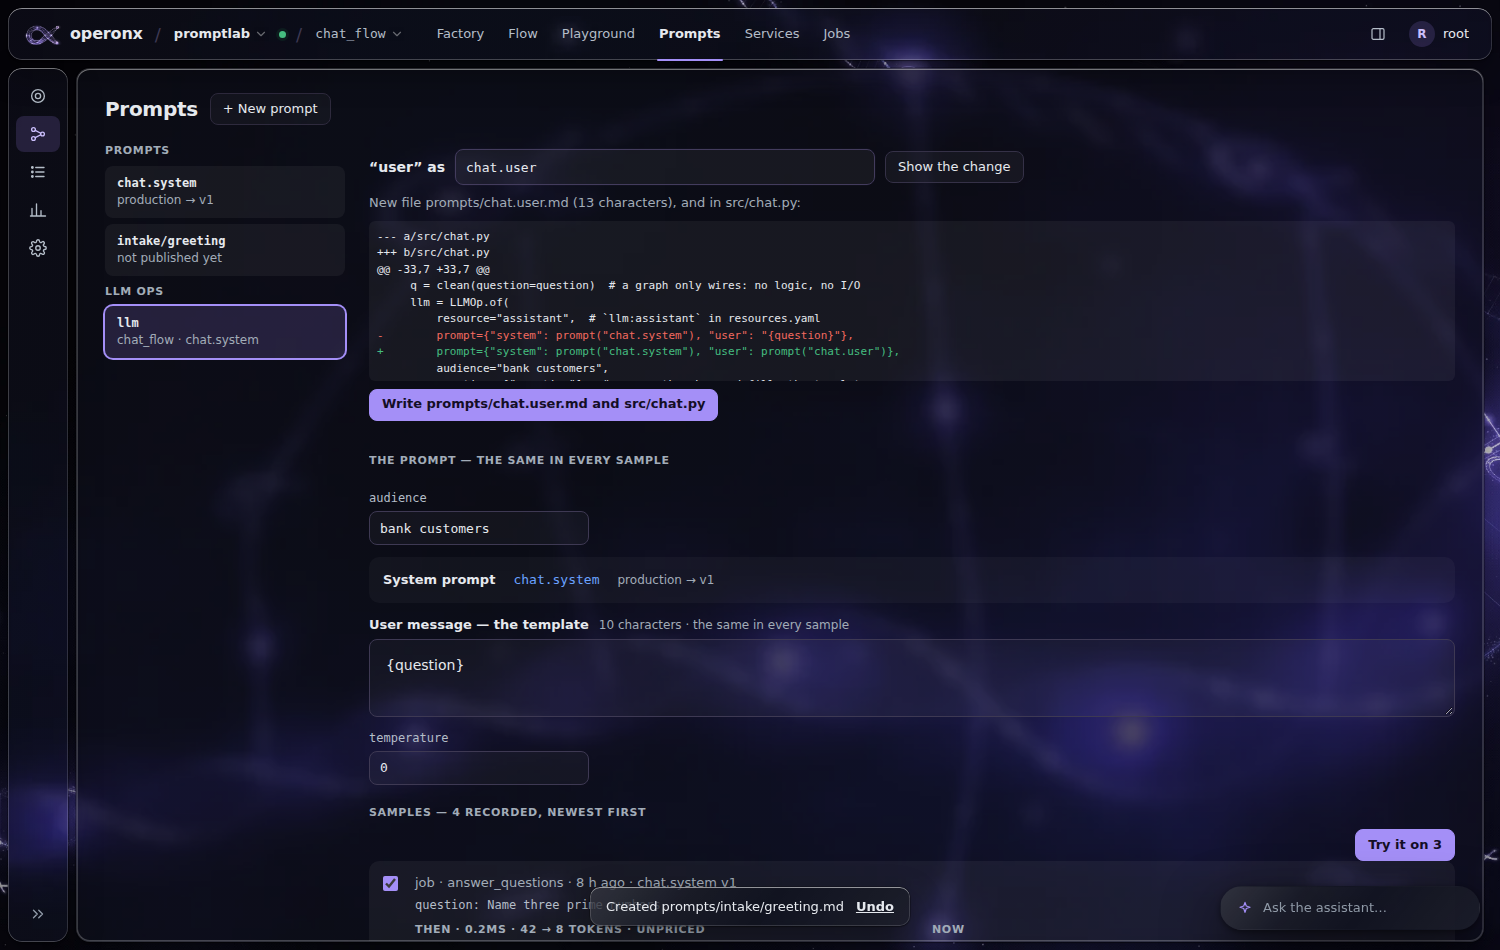 operonx / promptlab / chat_flow Factory Flow Playground Prompts Services Jobs R root
Prompts + New prompt
PROMPTS
chat.system
production → v1
intake/greeting
not published yet
LLM OPS
llm
chat_flow · chat.system
“user” as chat.user Show the change
New file prompts/chat.user.md (13 characters), and in src/chat.py:
--- a/src/chat.py
+++ b/src/chat.py
@@ -33,7 +33,7 @@
q = clean(question=question)  # a graph only wires: no logic, no I/O
llm = LLMOp.of(
resource="assistant",  # `llm:assistant` in resources.yaml
-        prompt={"system": prompt("chat.system"), "user": "{question}"},
+        prompt={"system": prompt("chat.system"), "user": prompt("chat.user")},
audience="bank customers",
Write prompts/chat.user.md and src/chat.py
THE PROMPT — THE SAME IN EVERY SAMPLE
audience
bank customers
System prompt chat.system production → v1
User message — the template 10 characters · the same in every sample
{question}
temperature
0
SAMPLES — 4 RECORDED, NEWEST FIRST
Try it on 3
job · answer_questions · 8 h ago · chat.system v1
question: Name three
Created prompts/intake/greeting.md Undo
Ask the assistant…
THEN · 0.2MS · 42 → 8 TOKENS · UNPRICED NOW